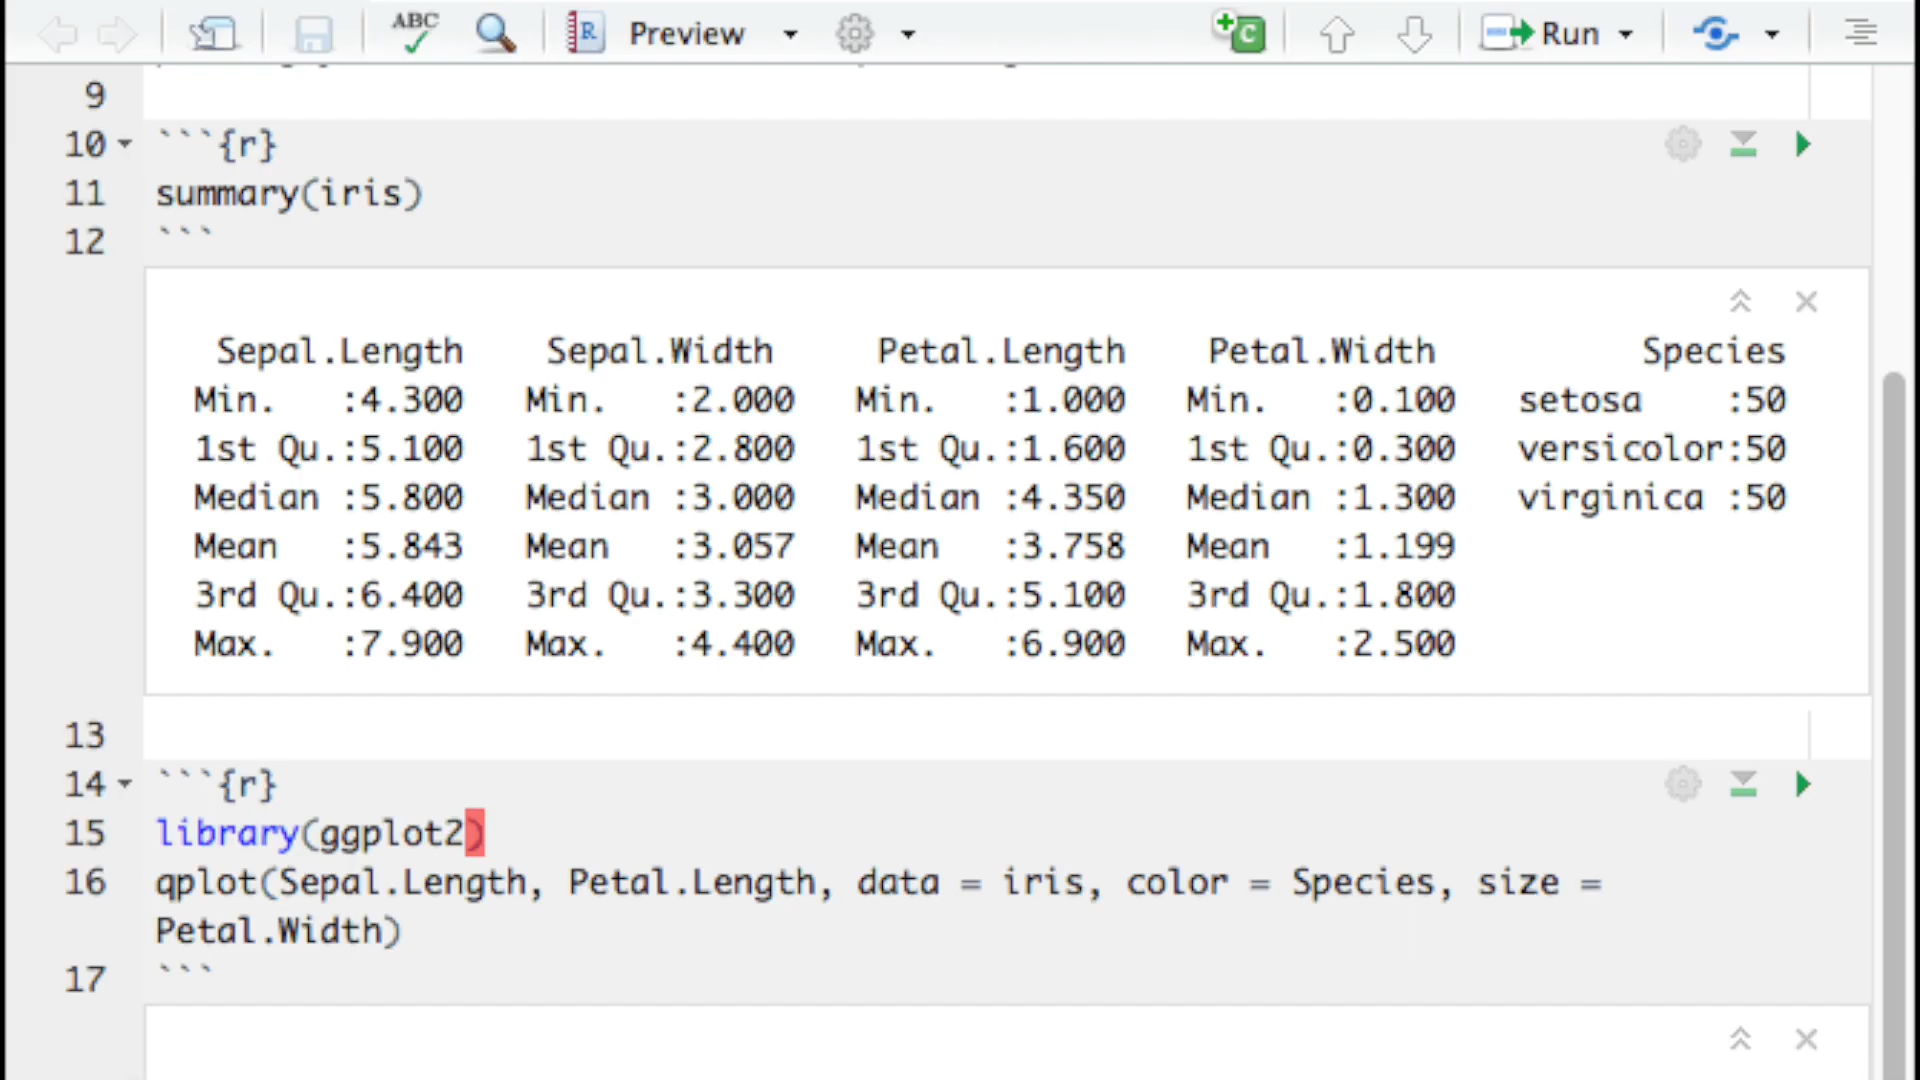 ABC R Preview C Run
9
10 ```{r}
11 summary(iris)
12 ```
Sepal.Length Sepal.Width Petal.Length Petal.Width Species
Min. :4.300 Min. :2.000 Min. :1.000 Min. :0.100 setosa :50
1st Qu.:5.100 1st Qu.:2.800 1st Qu.:1.600 1st Qu.:0.300 versicolor:50
Median :5.800 Median :3.000 Median :4.350 Median :1.300 virginica :50
Mean :5.843 Mean :3.057 Mean :3.758 Mean :1.199
3rd Qu.:6.400 3rd Qu.:3.300 3rd Qu.:5.100 3rd Qu.:1.800
Max. :7.900 Max. :4.400 Max. :6.900 Max. :2.500
13
14 ```{r}
15 library(ggplot2)
16 qplot(Sepal.Length, Petal.Length, data = iris, color = Species, size =
Petal.Width)
17 ```